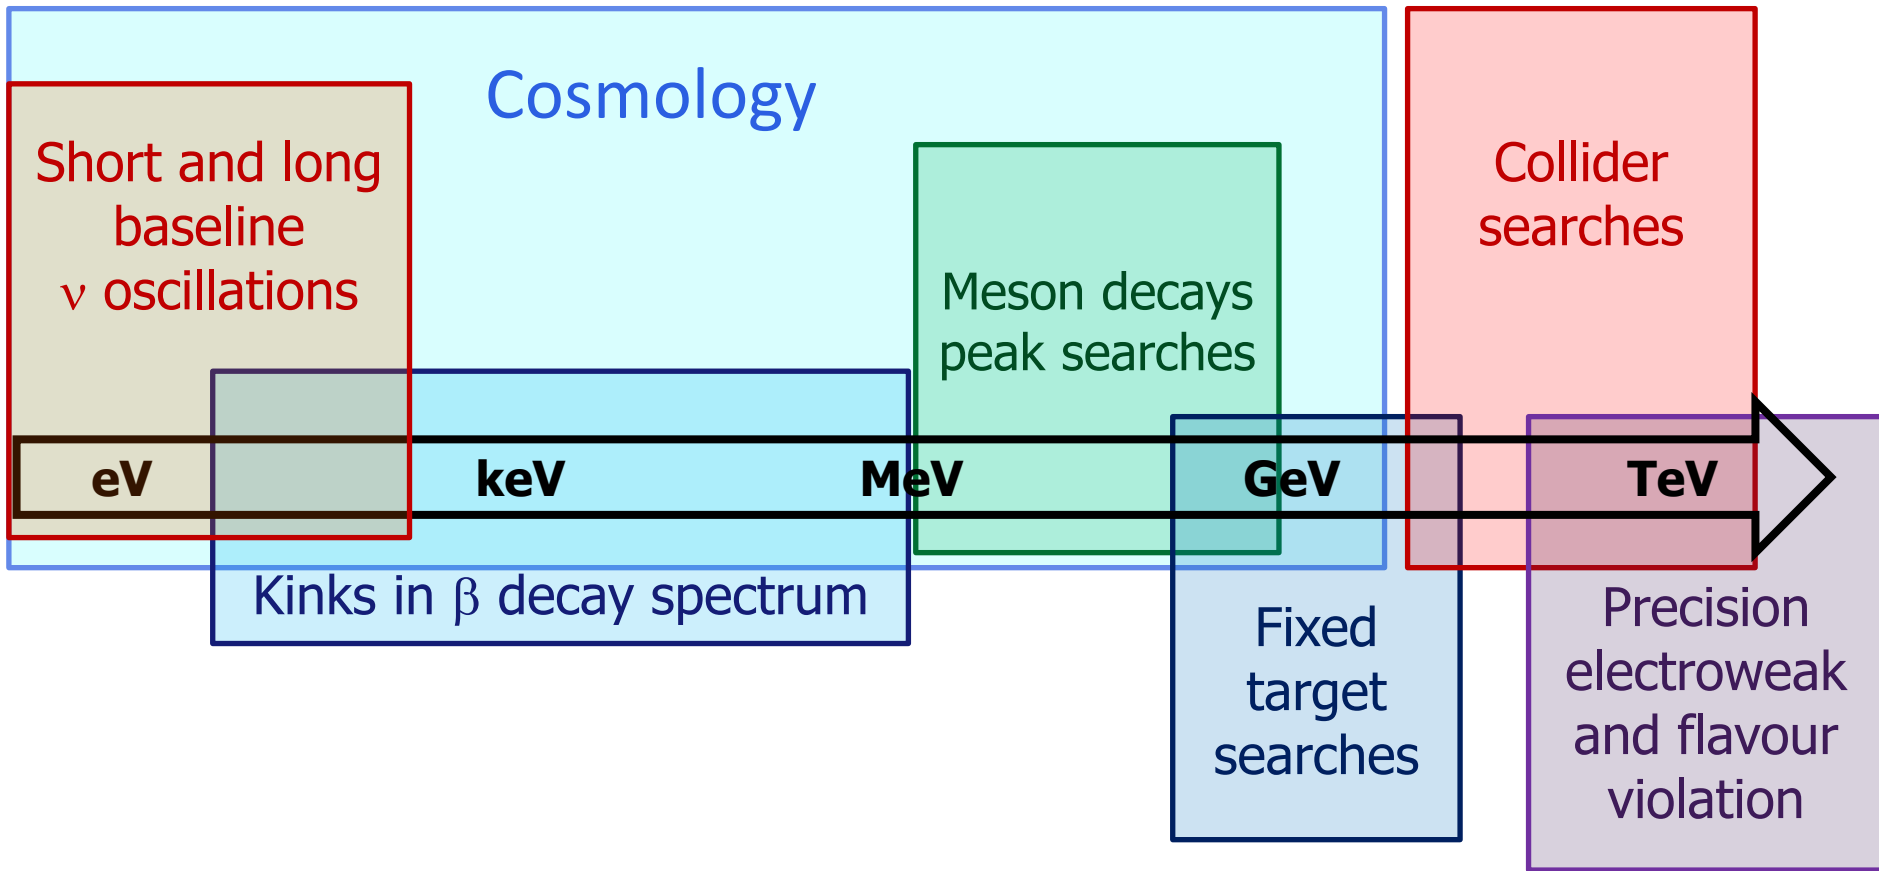 Cosmology
Short and long
baseline
ν oscillations
Collider
searches
Meson decays
peak searches
eV
keV
MeV
GeV
TeV
Kinks in β decay spectrum
Fixed
target
searches
Precision
electroweak
and flavour
violation